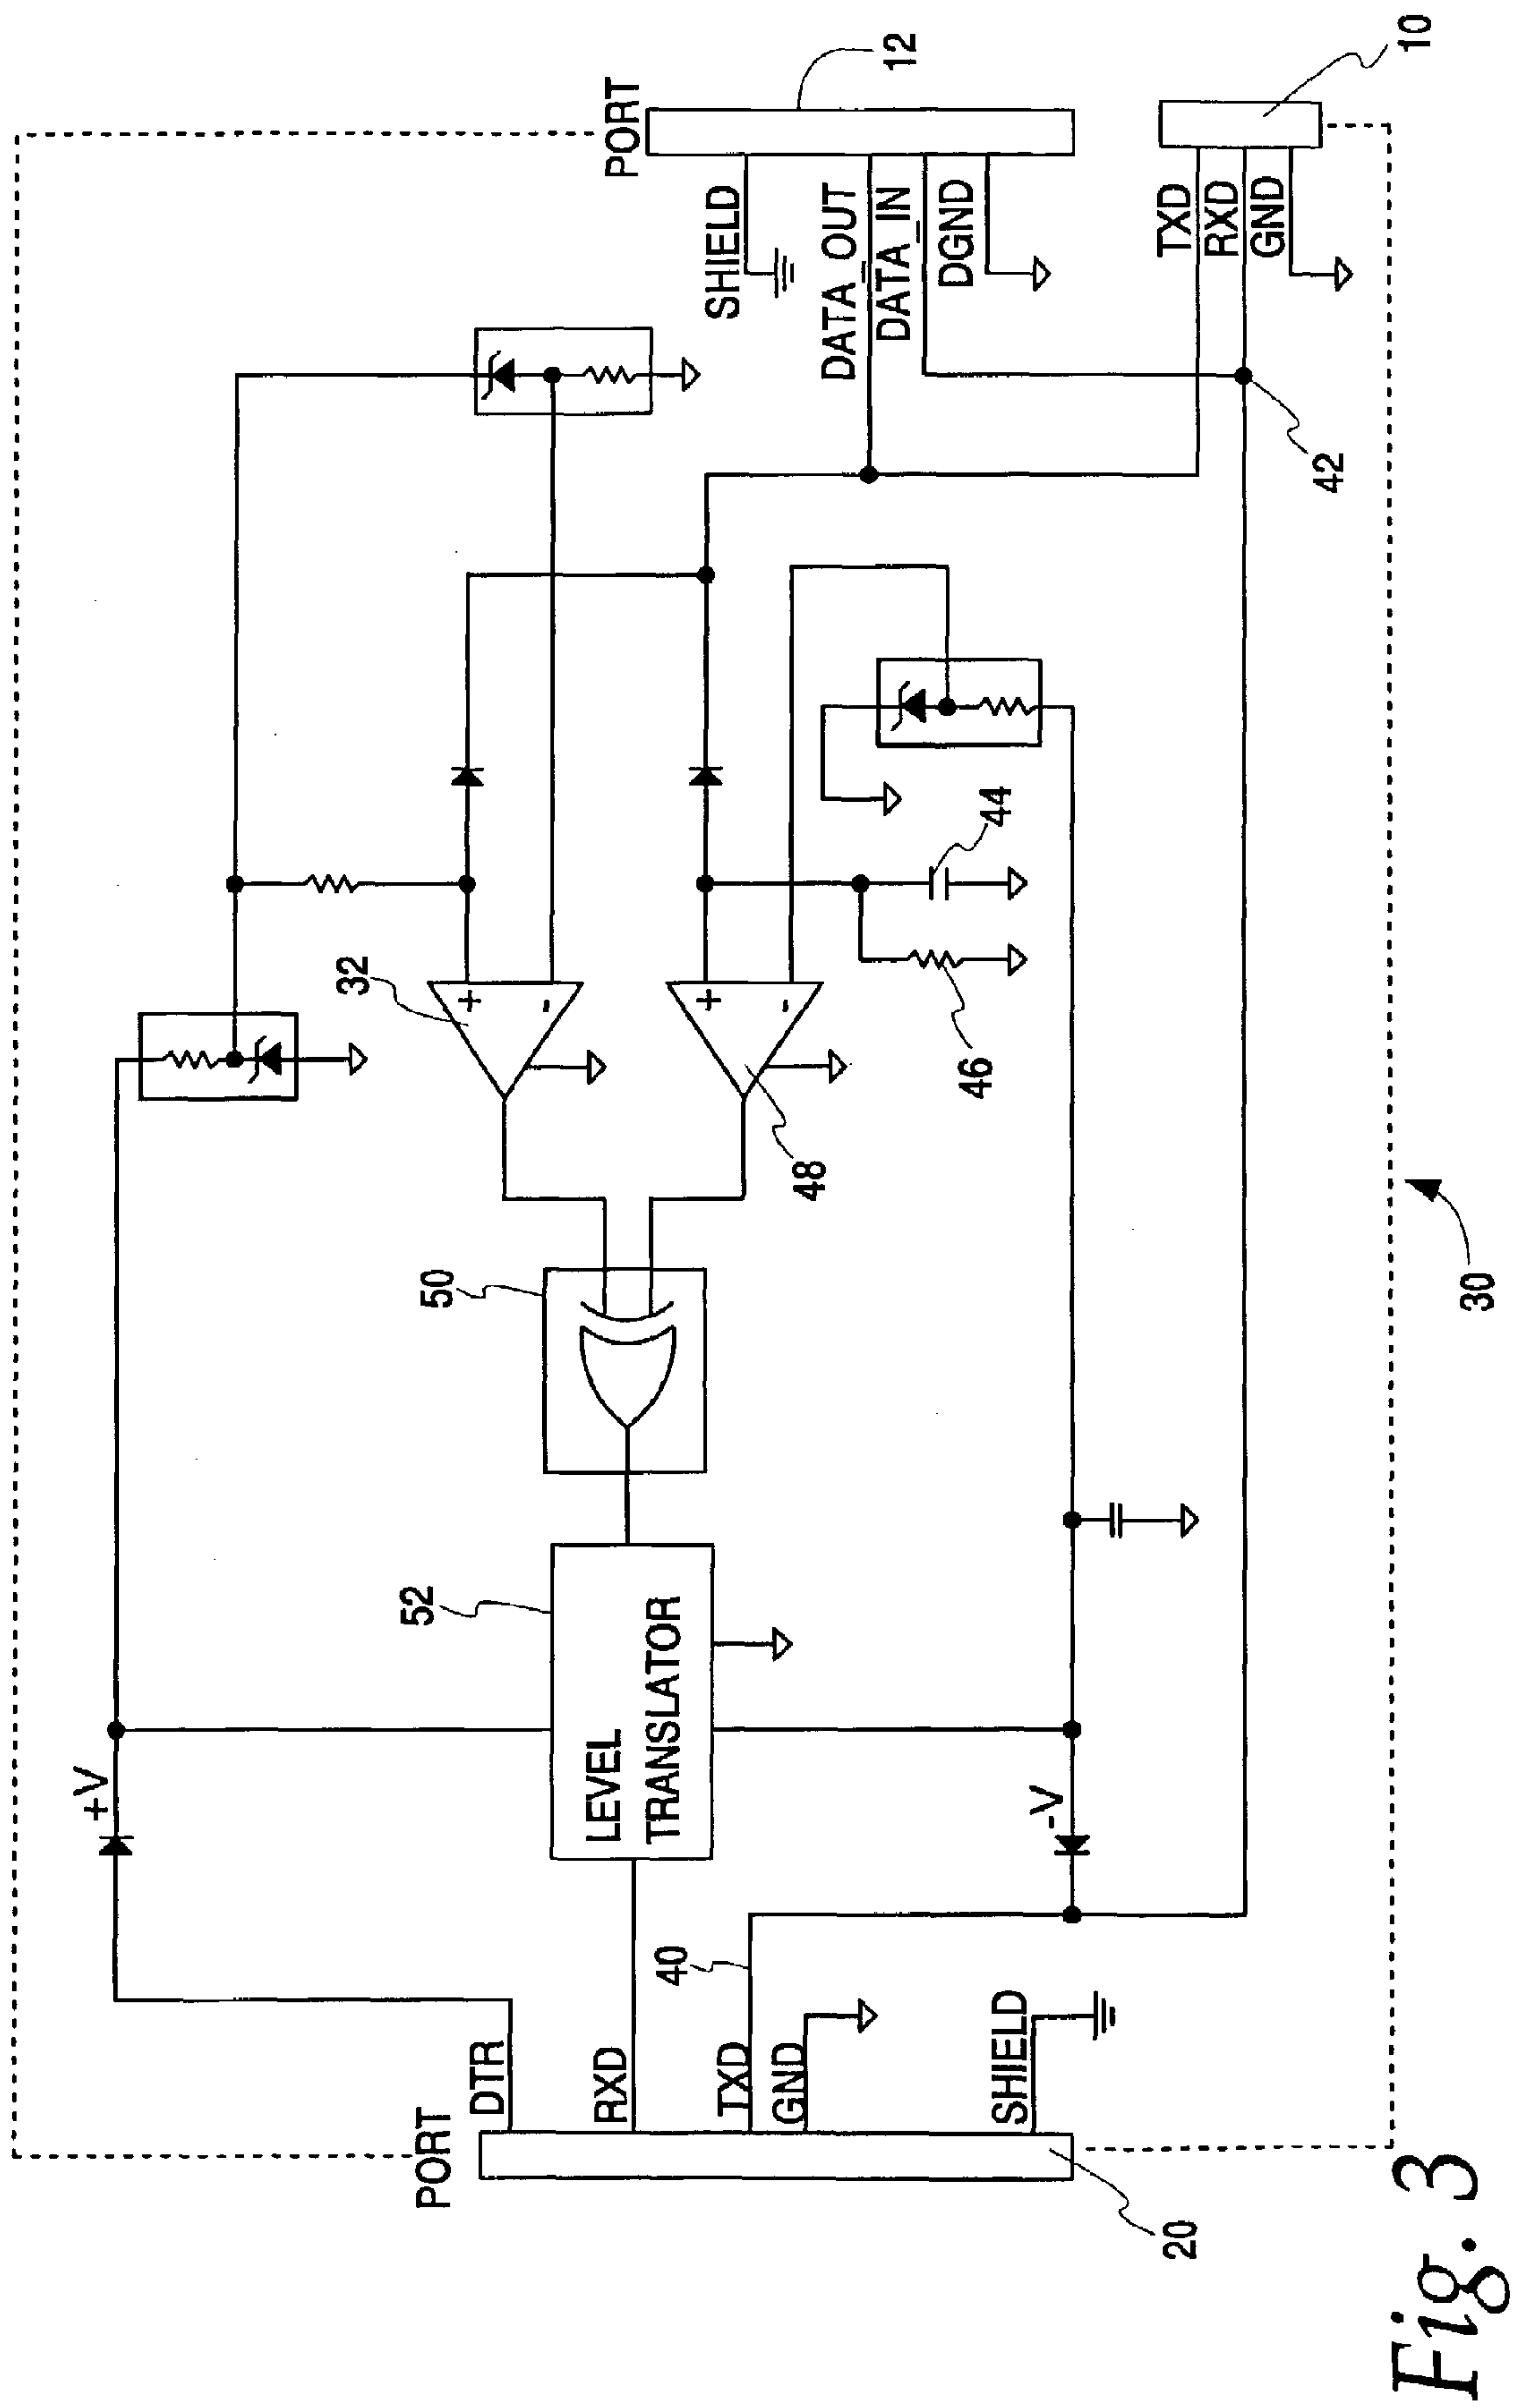 PORT
DTR
RXD
TXD
GND
SHIELD
20
40
+V
-V
52
LEVEL
TRANSLATOR
50
32
+
-
48
+
-
46
44
42
PORT
12
SHIELD
DATA_OUT
DATA_IN
DGND
TXD
RXD
GND
10
30
Fig. 3